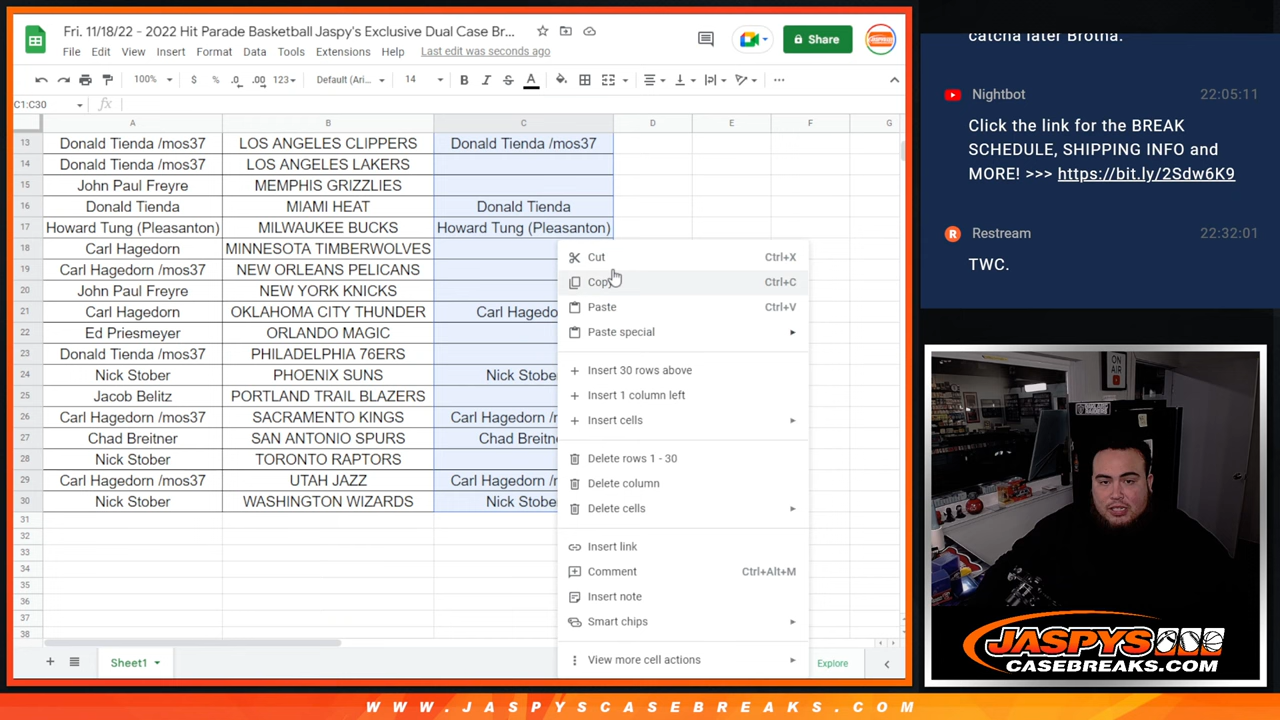 Fri. 11/18/22 - 2022 Hit Parade Basketball Jaspy's Exclusive Dual Case Br...
File Edit View Insert Format Data Tools Extensions Help Last edit was seconds ago
Share
100% $ % .0 .00 123 Default (Ari... 14 B I S A
C1:C30 fx
A B C D E F G
13 Donald Tienda /mos37 LOS ANGELES CLIPPERS Donald Tienda /mos37
14 Donald Tienda /mos37 LOS ANGELES LAKERS
15 John Paul Freyre MEMPHIS GRIZZLIES
16 Donald Tienda MIAMI HEAT Donald Tienda
17 Howard Tung (Pleasanton) MILWAUKEE BUCKS Howard Tung (Pleasanton)
18 Carl Hagedorn MINNESOTA TIMBERWOLVES
19 Carl Hagedorn /mos37 NEW ORLEANS PELICANS
20 John Paul Freyre NEW YORK KNICKS
21 Carl Hagedorn OKLAHOMA CITY THUNDER Carl Hagedo
22 Ed Priesmeyer ORLANDO MAGIC
23 Donald Tienda /mos37 PHILADELPHIA 76ERS
24 Nick Stober PHOENIX SUNS Nick Stobe
25 Jacob Belitz PORTLAND TRAIL BLAZERS
26 Carl Hagedorn /mos37 SACRAMENTO KINGS Carl Hagedorn /m
27 Chad Breitner SAN ANTONIO SPURS Chad Breitne
28 Nick Stober TORONTO RAPTORS
29 Carl Hagedorn /mos37 UTAH JAZZ Carl Hagedorn /m
30 Nick Stober WASHINGTON WIZARDS Nick Stobe
31
32
33
34
35
36
37
38
Cut Ctrl+X
Copy Ctrl+C
Paste Ctrl+V
Paste special
Insert 30 rows above
Insert 1 column left
Insert cells
Delete rows 1 - 30
Delete column
Delete cells
Insert link
Comment Ctrl+Alt+M
Insert note
Smart chips
View more cell actions
Sheet1
Explore
catcha later Brotha.
Nightbot 22:05:11
Click the link for the BREAK
SCHEDULE, SHIPPING INFO and
MORE! >>> https://bit.ly/2Sdw6K9
Restream 22:32:01
TWC.
ON
AIR
JASPYS
CASEBREAKS.COM
WWW.JASPYSCASEBREAKS.COM